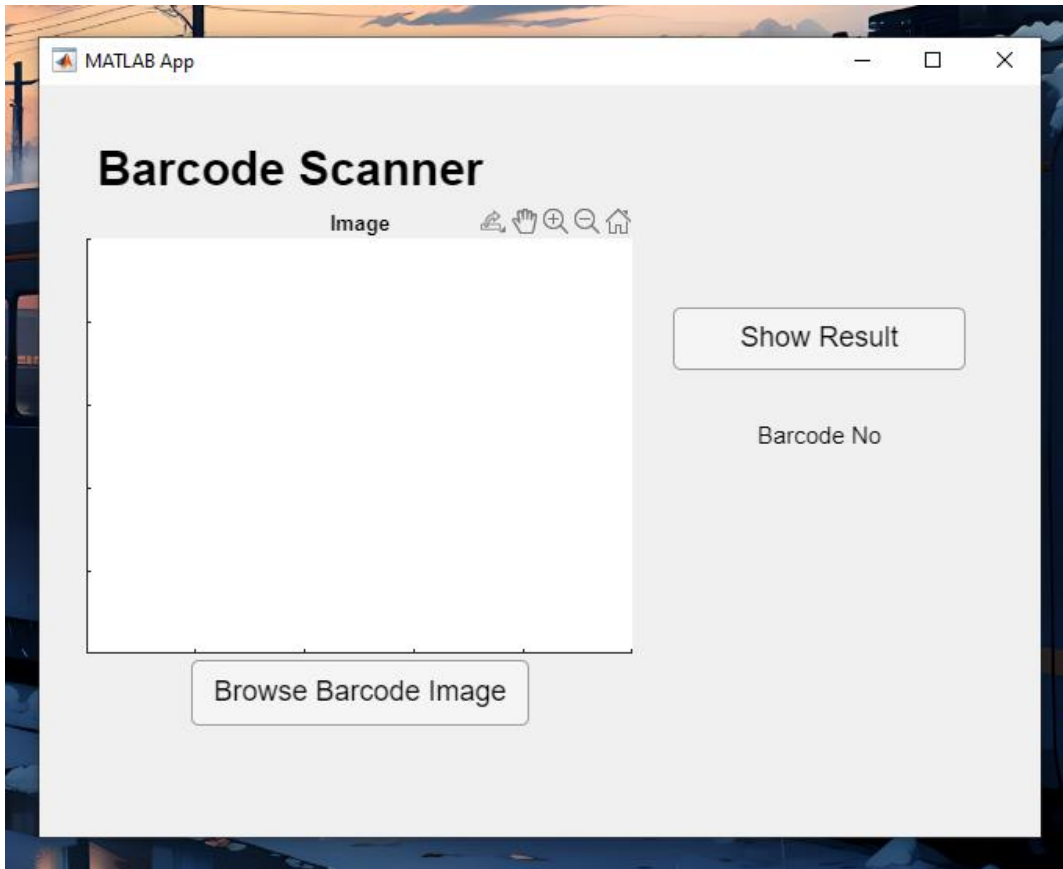 MATLAB App
Barcode Scanner
Image
Show Result
Barcode No
Browse Barcode Image